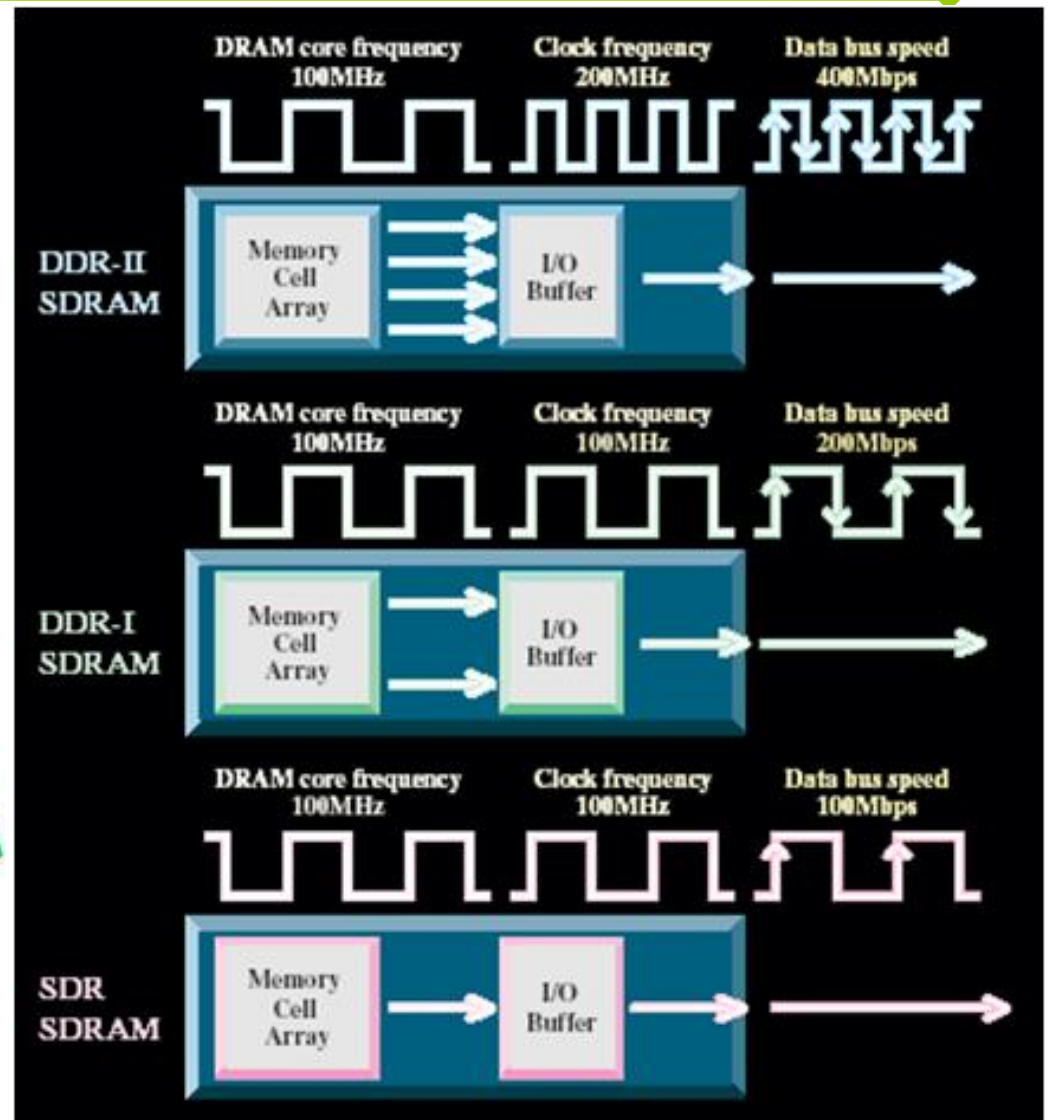 DRAM core frequency
100MHz
Clock frequency
200MHz
Data bus speed
400Mbps
DDR-II
SDRAM
Memory
Cell
Array
I/O
Buffer
DRAM core frequency
100MHz
Clock frequency
100MHz
Data bus speed
200Mbps
DDR-I
SDRAM
Memory
Cell
Array
I/O
Buffer
DRAM core frequency
100MHz
Clock frequency
100MHz
Data bus speed
100Mbps
SDR
SDRAM
Memory
Cell
Array
I/O
Buffer